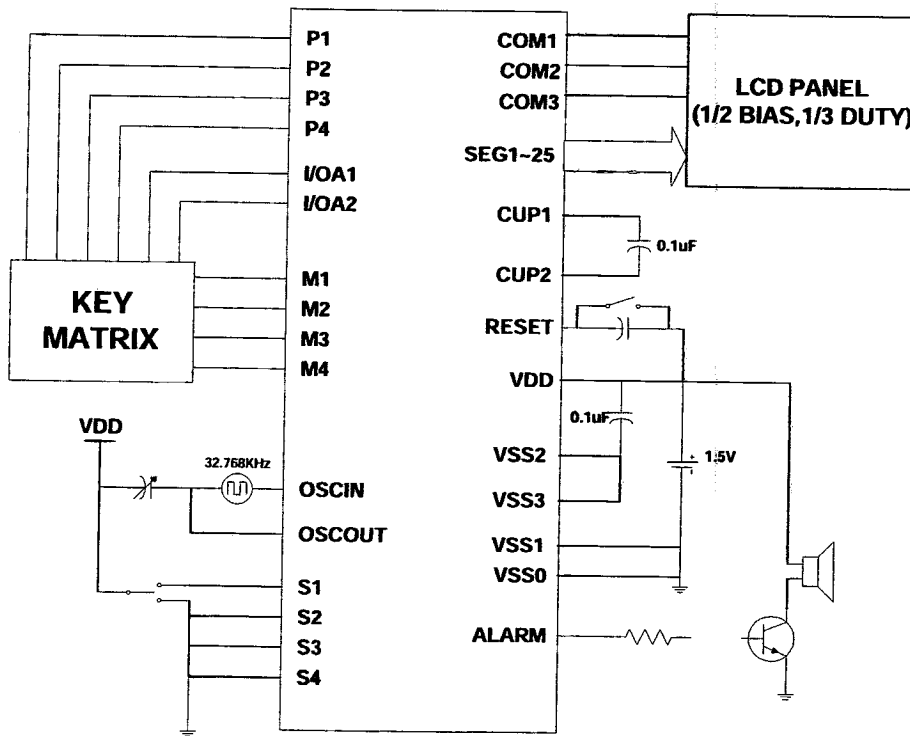 P1
P2
P3
P4
I/OA1
I/OA2
M1
M2
M3
M4
KEY
MATRIX
VDD
32.768KHz
OSCIN
OSCOUT
S1
S2
S3
S4
COM1
COM2
COM3
SEG1~25
CUP1
CUP2
RESET
VDD
VSS2
VSS3
VSS1
VSS0
ALARM
LCD PANEL
(1/2 BIAS,1/3 DUTY)
0.1uF
0.1uF
+
1.5V
-